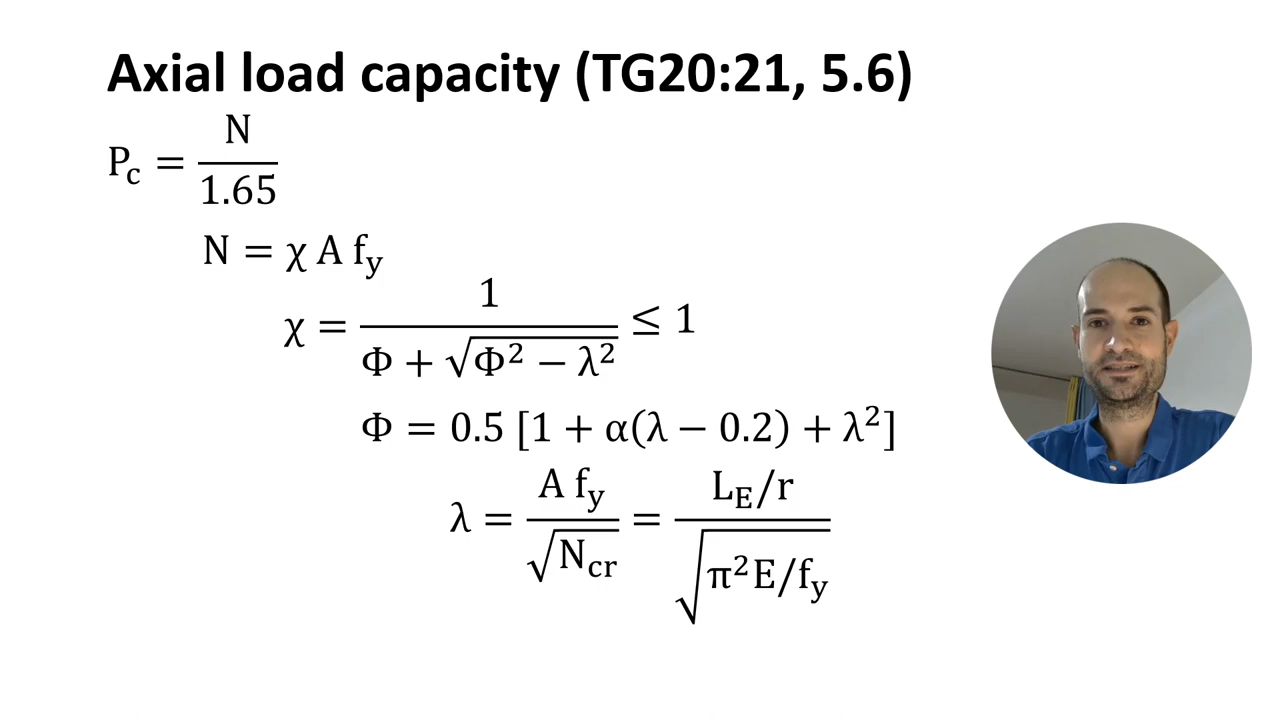 Axial load capacity (TG20:21, 5.6)
P_c = N / 1.65
N = χ A f_y
χ = 1 / (Φ + √(Φ² − λ²)) ≤ 1
Φ = 0.5 [1 + α(λ − 0.2) + λ²]
λ = A f_y / √N_cr = L_E/r / √(π²E/f_y)